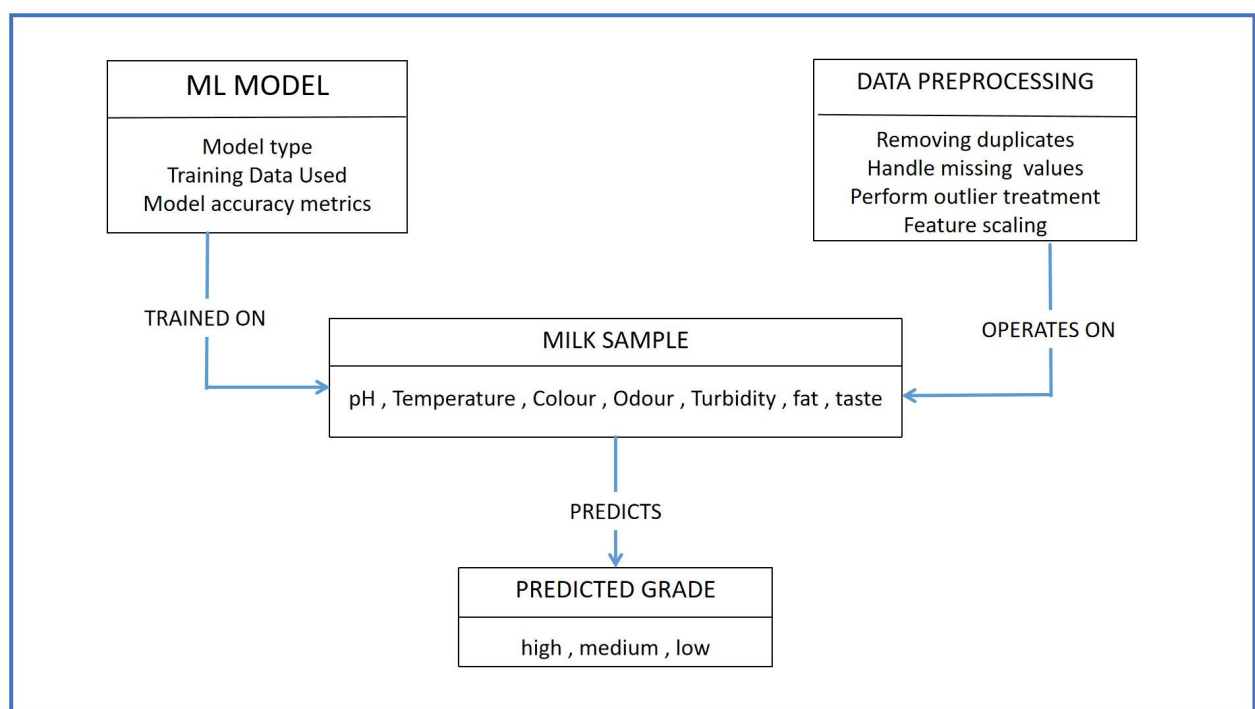 ML MODEL
Model type
Training Data Used
Model accuracy metrics
DATA PREPROCESSING
Removing duplicates
Handle missing values
Perform outlier treatment
Feature scaling
TRAINED ON
OPERATES ON
MILK SAMPLE
pH , Temperature , Colour , Odour , Turbidity , fat , taste
PREDICTS
PREDICTED GRADE
high , medium , low